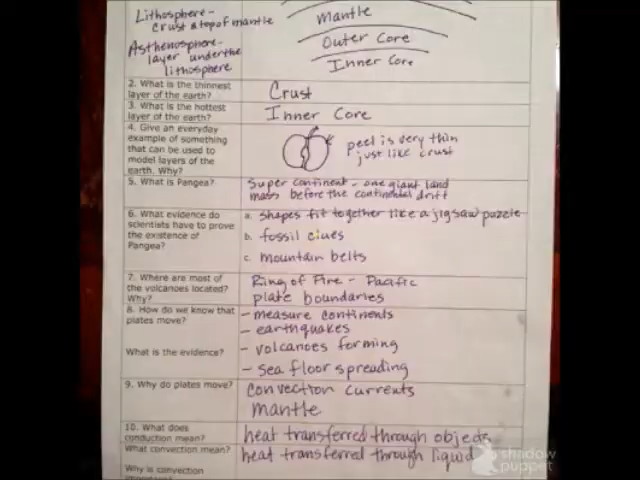 Lithosphere -
crust & top of mantle
Asthenosphere -
layer under the
lithosphere
Mantle
Outer Core
Inner Core
2. What is the thinnest
layer of the earth?
Crust
3. What is the hottest
layer of the earth?
Inner Core
4. Give an everyday
example of something
that can be used to
model layers of the
earth. Why?
peel is very thin
just like crust
5. What is Pangea?
Super continent - one giant land
mass before the continental drift
6. What evidence do
scientists have to prove
the existence of
Pangea?
a. shapes fit together like a jigsaw puzzle
b. fossil clues
c. mountain belts
7. Where are most of
the volcanoes located?
Why?
Ring of Fire - Pacific
plate boundaries
8. How do we know that
plates move?
What is the evidence?
- measure continents
- earthquakes
- volcanoes forming
- sea floor spreading
9. Why do plates move?
convection currents
mantle
10. What does
conduction mean?
heat transferred through objects
What convection mean?
heat transferred through liquid
Why is convection
shadow
puppet